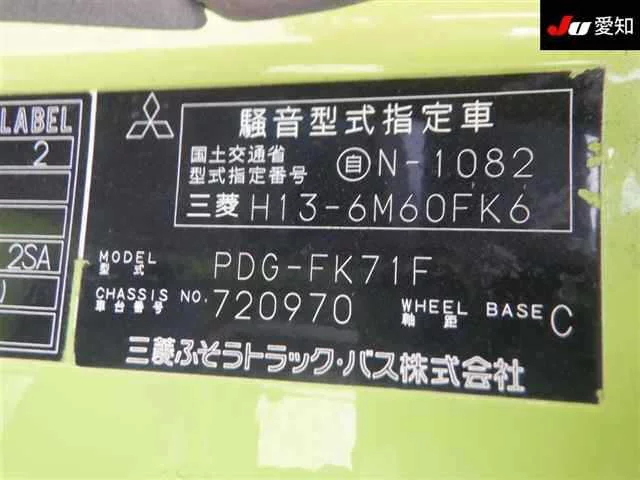 JU 愛知
LABEL
2
2SA
騒音型式指定車
国土交通省
型式指定番号 自N-1082
三菱 H13-6M60FK6
MODEL
型式 PDG-FK71F
CHASSIS NO.
車台番号 720970
WHEEL BASE
軸距 C
三菱ふそうトラック・バス株式会社